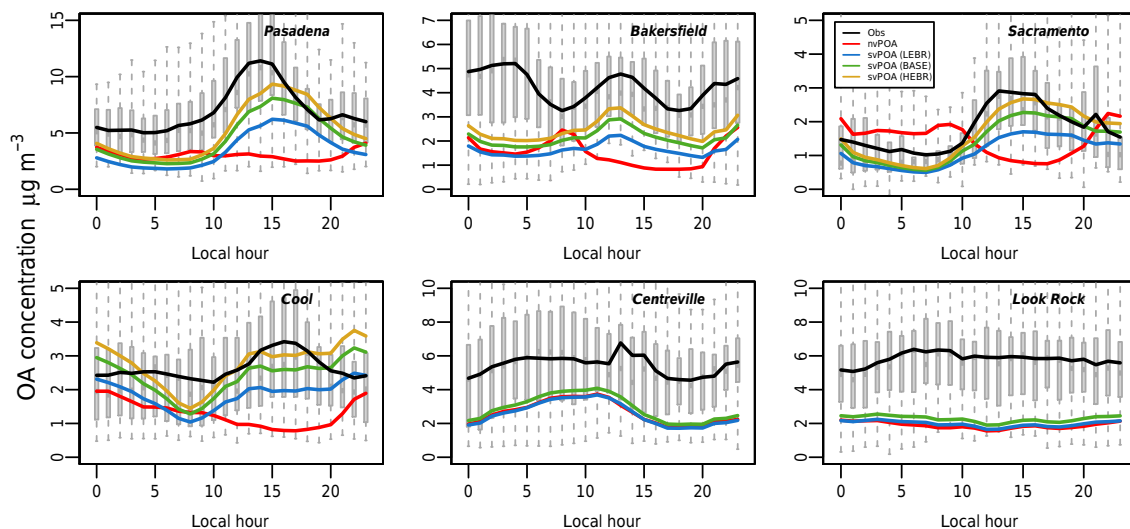 OA concentration µg m−3
Pasadena
0 5 10 15
0 5 10 15 20
Local hour
Bakersfield
0 1 2 3 4 5 6 7
0 5 10 15 20
Local hour
Sacramento
Obs
nvPOA
svPOA (LEBR)
svPOA (BASE)
svPOA (HEBR)
0 1 2 3 4 5
0 5 10 15 20
Local hour
Cool
0 1 2 3 4 5
0 5 10 15 20
Local hour
Centreville
0 2 4 6 8 10
0 5 10 15 20
Local hour
Look Rock
0 2 4 6 8 10
0 5 10 15 20
Local hour